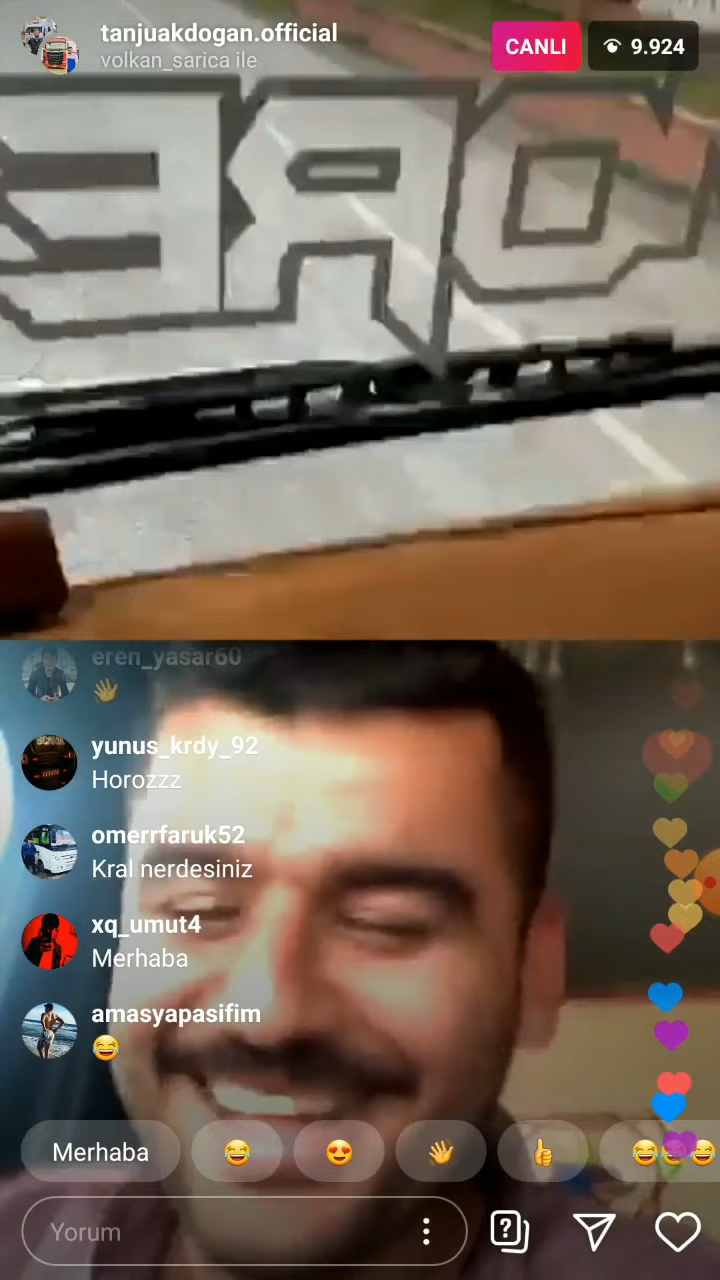 tanjuakdogan.official
volkan_sarica ile
CANLI
9.924
eren_yasar60
👋
yunus_krdy_92
Horozzz
omerrfaruk52
Kral nerdesiniz
xq_umut4
Merhaba
amasyapasifim
😂
Merhaba 😂 😍 👋 👍 😂😂😂
Yorum